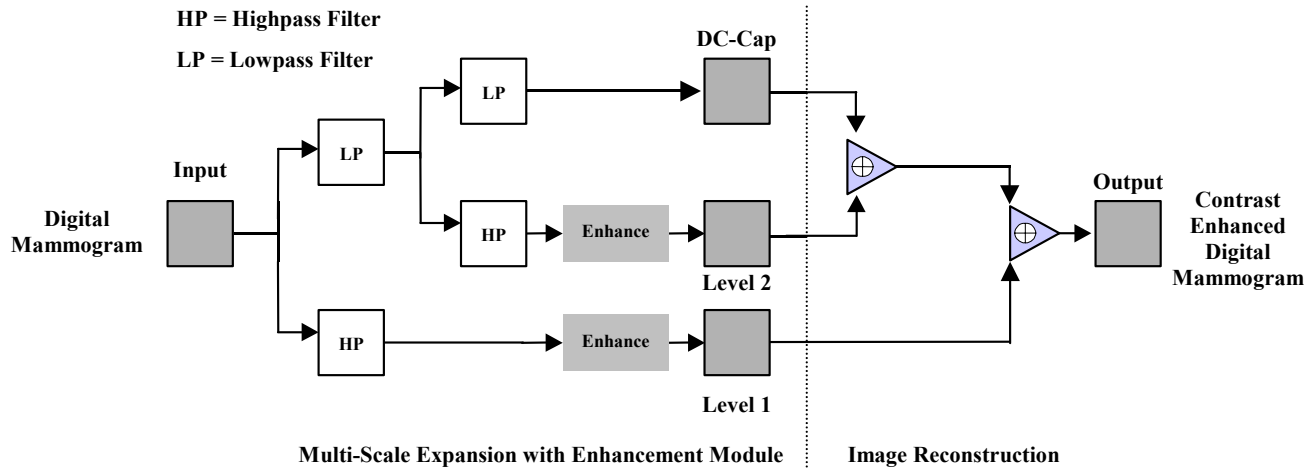 HP = Highpass Filter
LP = Lowpass Filter
DC-Cap
LP
Input
LP
Output
Digital
Mammogram
HP
Enhance
Contrast
Enhanced
Digital
Mammogram
Level 2
HP
Enhance
Level 1
Multi-Scale Expansion with Enhancement Module
Image Reconstruction